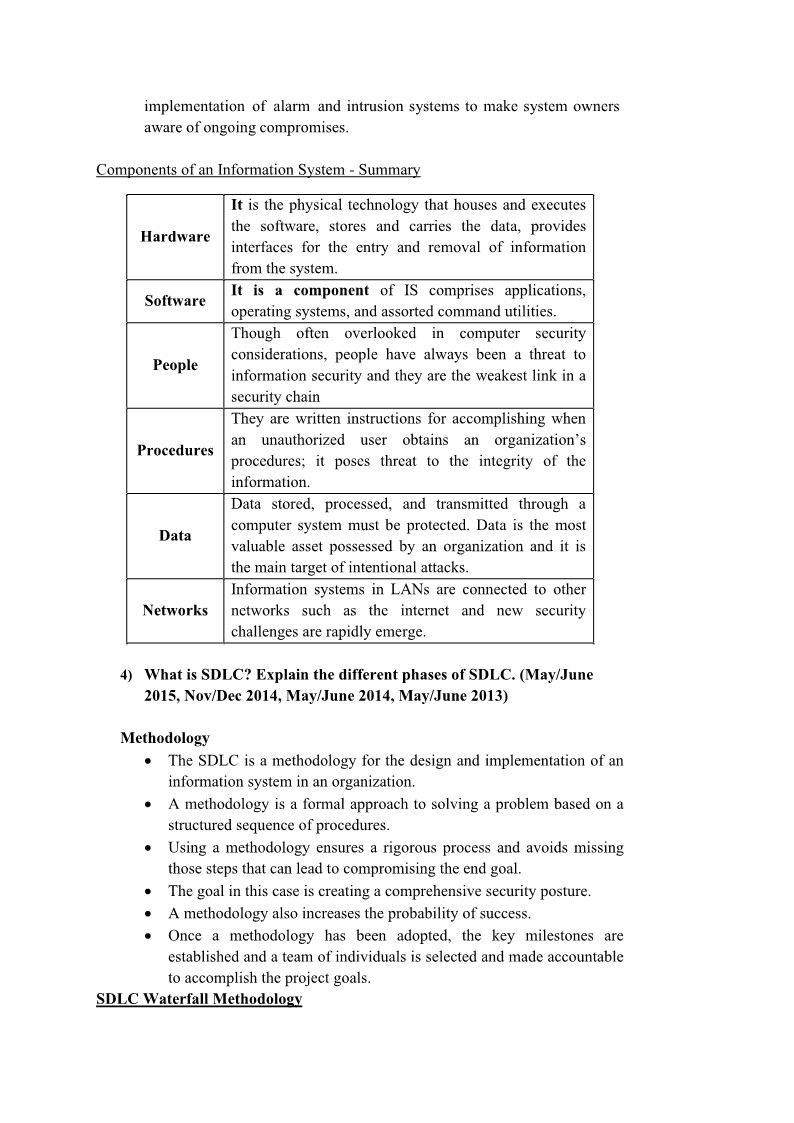 implementation of alarm and intrusion systems to make system owners
aware of ongoing compromises.
Components of an Information System - Summary
Hardware
It is the physical technology that houses and executes
the software, stores and carries the data, provides
interfaces for the entry and removal of information
from the system.
Software
It is a component of IS comprises applications,
operating systems, and assorted command utilities.
People
Though often overlooked in computer security
considerations, people have always been a threat to
information security and they are the weakest link in a
security chain
Procedures
They are written instructions for accomplishing when
an unauthorized user obtains an organization’s
procedures; it poses threat to the integrity of the
information.
Data
Data stored, processed, and transmitted through a
computer system must be protected. Data is the most
valuable asset possessed by an organization and it is
the main target of intentional attacks.
Networks
Information systems in LANs are connected to other
networks such as the internet and new security
challenges are rapidly emerge.
4) What is SDLC? Explain the different phases of SDLC. (May/June
2015, Nov/Dec 2014, May/June 2014, May/June 2013)
Methodology
• The SDLC is a methodology for the design and implementation of an
information system in an organization.
• A methodology is a formal approach to solving a problem based on a
structured sequence of procedures.
• Using a methodology ensures a rigorous process and avoids missing
those steps that can lead to compromising the end goal.
• The goal in this case is creating a comprehensive security posture.
• A methodology also increases the probability of success.
• Once a methodology has been adopted, the key milestones are
established and a team of individuals is selected and made accountable
to accomplish the project goals.
SDLC Waterfall Methodology